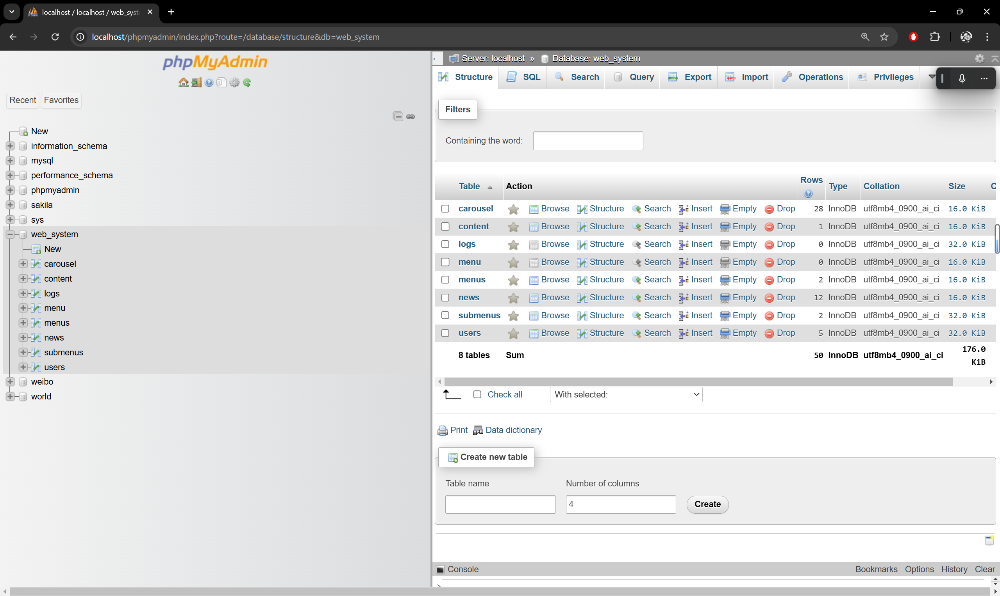 localhost / localhost / web_syst
localhost/phpmyadmin/index.php?route=/database/structure&db=web_system
phpMyAdmin
Recent Favorites
New
information_schema
mysql
performance_schema
phpmyadmin
sakila
sys
web_system
New
carousel
content
logs
menu
menus
news
submenus
users
weibo
world
Server: localhost » Database: web_system
Structure SQL Search Query Export Import Operations Privileges
Filters
Containing the word:
Table Action Rows Type Collation Size
carousel Browse Structure Search Insert Empty Drop 28 InnoDB utf8mb4_0900_ai_ci 16.0 KiB
content Browse Structure Search Insert Empty Drop 1 InnoDB utf8mb4_0900_ai_ci 16.0 KiB
logs Browse Structure Search Insert Empty Drop 0 InnoDB utf8mb4_0900_ai_ci 32.0 KiB
menu Browse Structure Search Insert Empty Drop 0 InnoDB utf8mb4_0900_ai_ci 16.0 KiB
menus Browse Structure Search Insert Empty Drop 2 InnoDB utf8mb4_0900_ai_ci 16.0 KiB
news Browse Structure Search Insert Empty Drop 12 InnoDB utf8mb4_0900_ai_ci 16.0 KiB
submenus Browse Structure Search Insert Empty Drop 2 InnoDB utf8mb4_0900_ai_ci 32.0 KiB
users Browse Structure Search Insert Empty Drop 5 InnoDB utf8mb4_0900_ai_ci 32.0 KiB
8 tables Sum 50 InnoDB utf8mb4_0900_ai_ci 176.0
KiB
Check all With selected:
Print Data dictionary
Create new table
Table name Number of columns
4 Create
Console Bookmarks Options History Clear